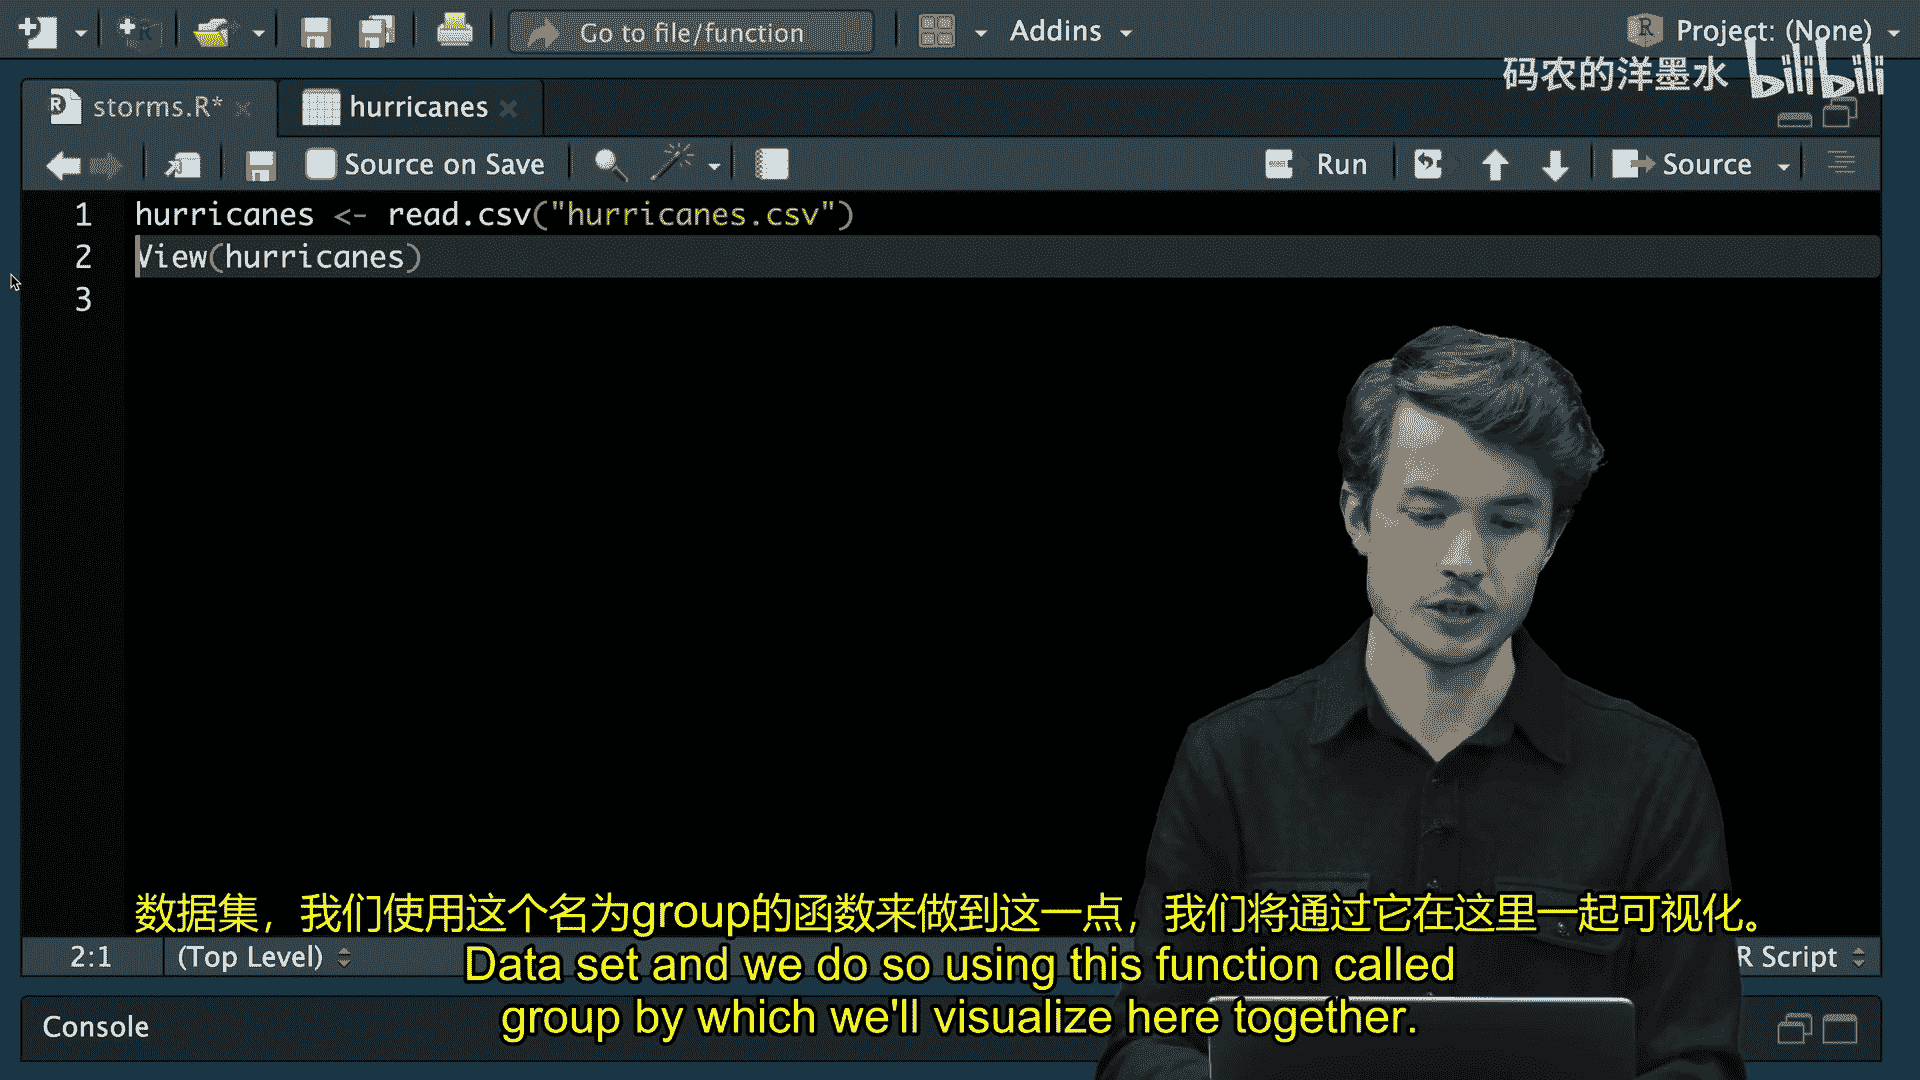 Go to file/function
Addins
Project: (None)
码农的洋墨水 bilibili
storms.R*
hurricanes
Source on Save
Run
Source
1 hurricanes <- read.csv("hurricanes.csv")
2 View(hurricanes)
3
数据集，我们使用这个名为group的函数来做到这一点，我们将通过它在这里一起可视化。
2:1
(Top Level)
R Script
Data set and we do so using this function called
group by which we'll visualize here together.
Console